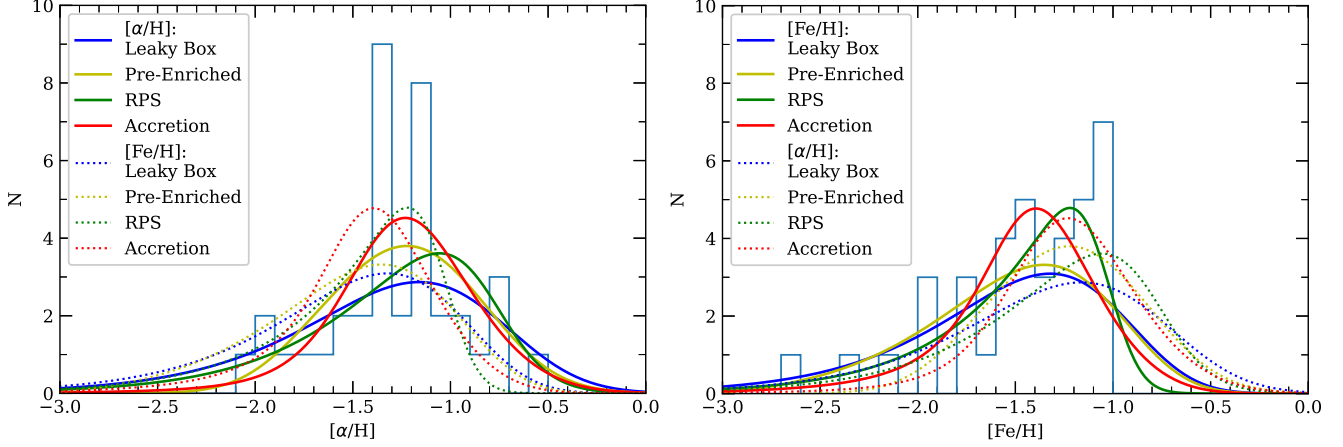 10
8
6
4
2
0
N
[α/H]:
Leaky Box
Pre-Enriched
RPS
Accretion
[Fe/H]:
Leaky Box
Pre-Enriched
RPS
Accretion
−3.0 −2.5 −2.0 −1.5 −1.0 −0.5 0.0
[α/H]
10
8
6
4
2
0
N
[Fe/H]:
Leaky Box
Pre-Enriched
RPS
Accretion
[α/H]:
Leaky Box
Pre-Enriched
RPS
Accretion
−3.0 −2.5 −2.0 −1.5 −1.0 −0.5 0.0
[Fe/H]